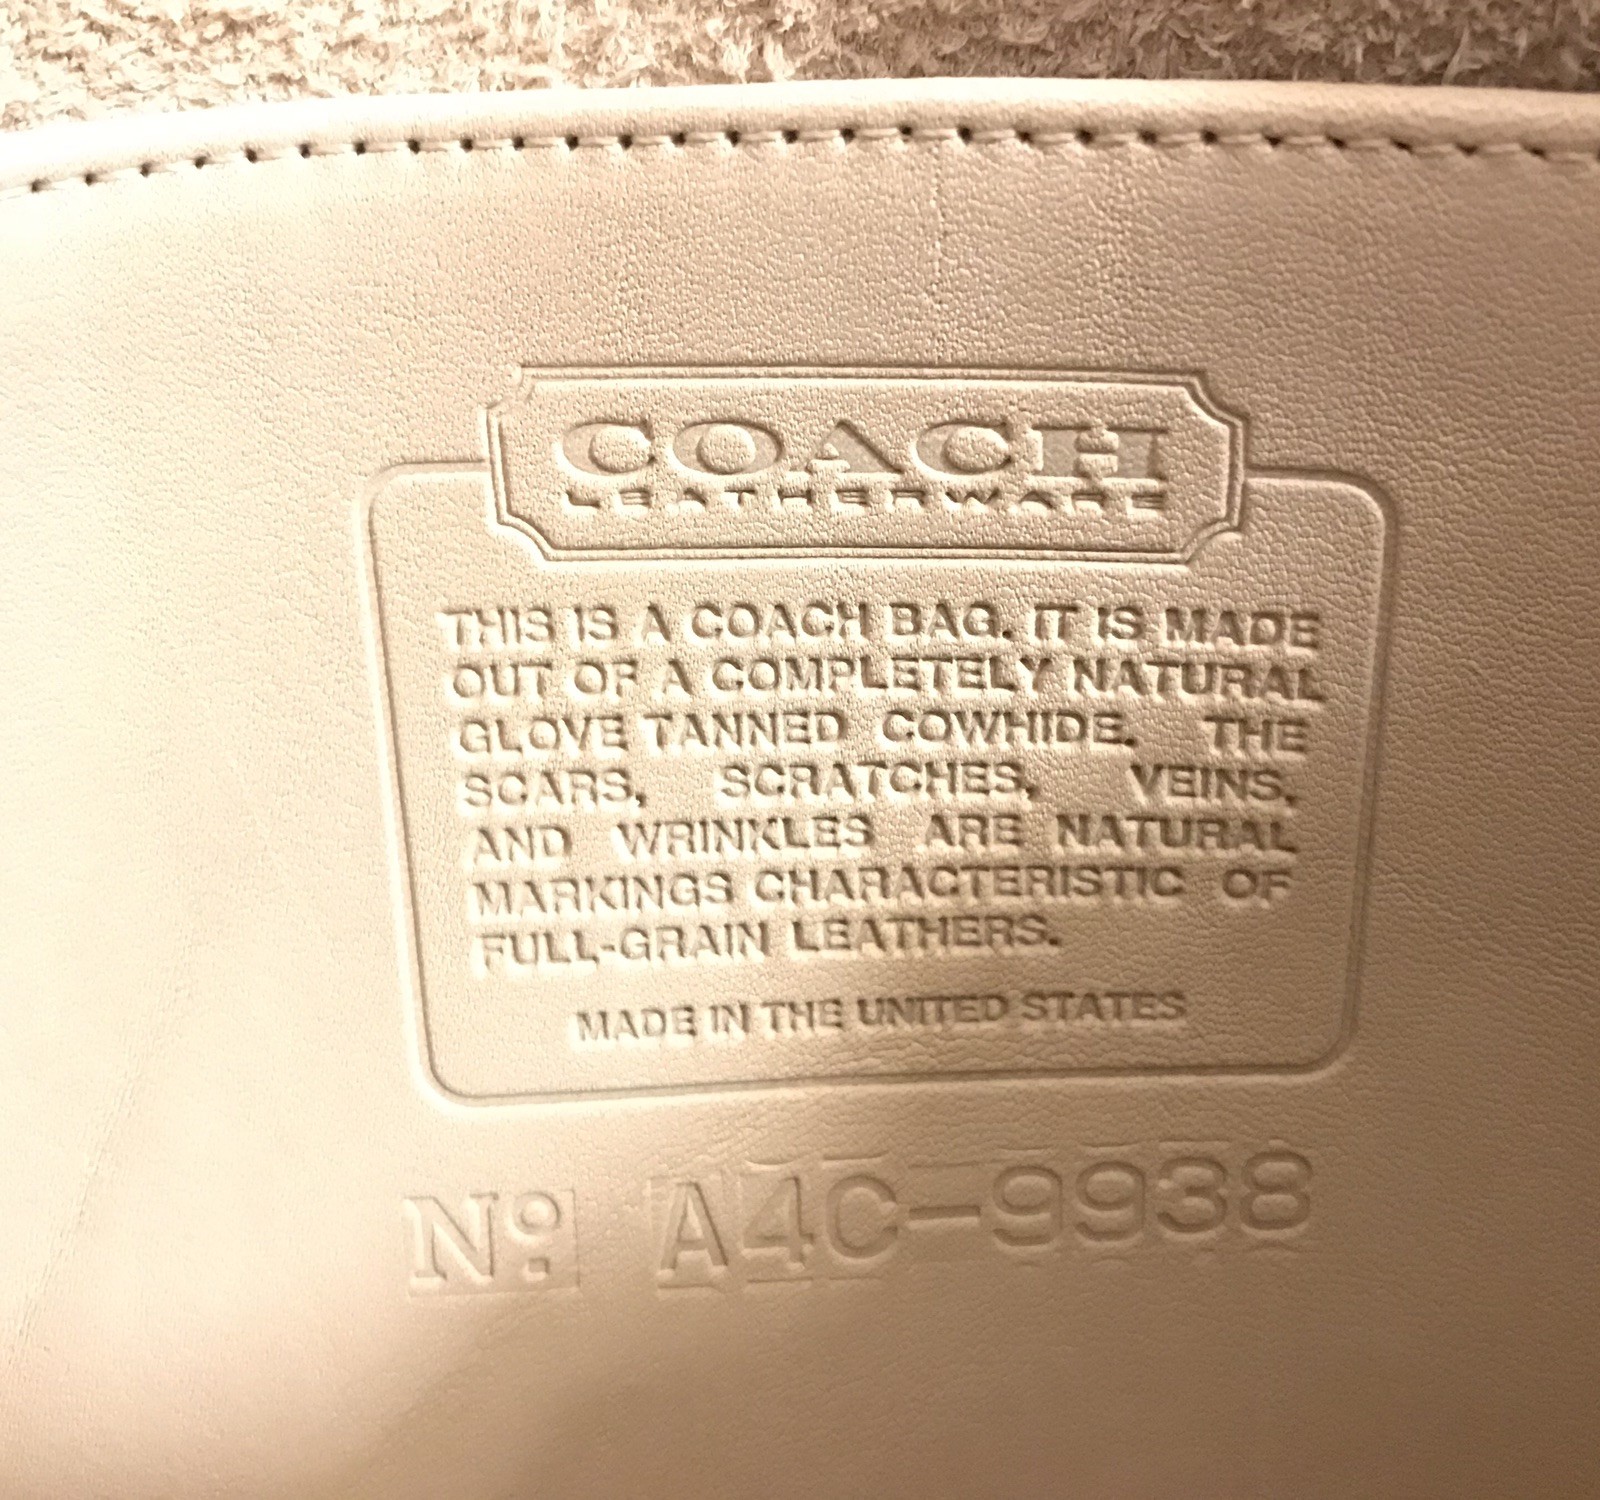 COACH
LEATHERWARE
THIS IS A COACH BAG. IT IS MADE
OUT OF A COMPLETELY NATURAL
GLOVE TANNED COWHIDE. THE
SCARS, SCRATCHES, VEINS,
AND WRINKLES ARE NATURAL
MARKINGS CHARACTERISTIC OF
FULL-GRAIN LEATHERS.
MADE IN THE UNITED STATES
No. A4C-9938